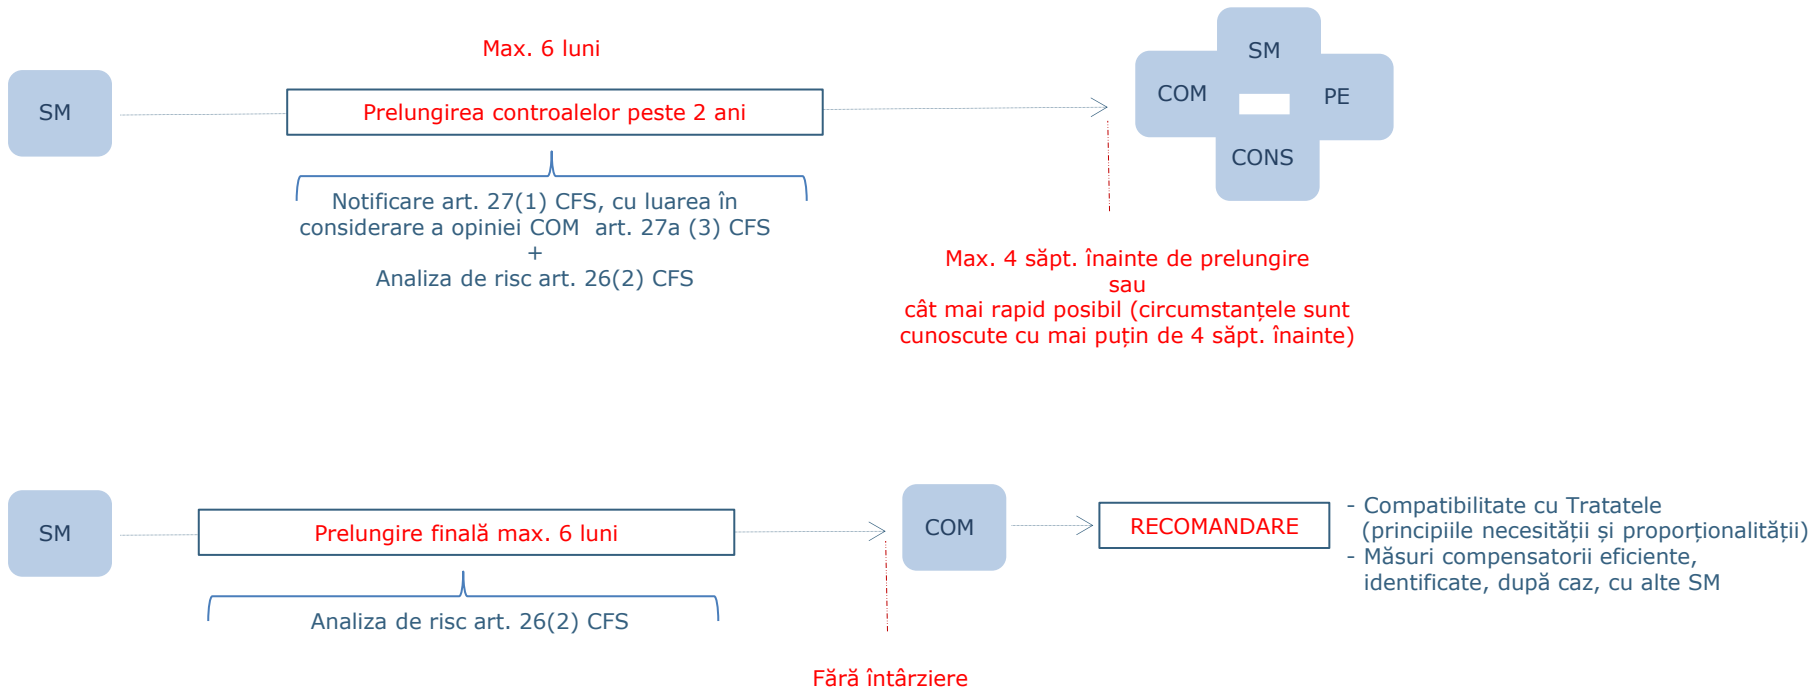 Max. 6 luni
SM
Prelungirea controalelor peste 2 ani
SM
COM
PE
CONS
Notificare art. 27(1) CFS, cu luarea în
considerare a opiniei COM art. 27a (3) CFS
+
Analiza de risc art. 26(2) CFS
Max. 4 săpt. înainte de prelungire
sau
cât mai rapid posibil (circumstanțele sunt
cunoscute cu mai puțin de 4 săpt. înainte)
SM
Prelungire finală max. 6 luni
COM
RECOMANDARE
- Compatibilitate cu Tratatele
(principiile necesității și proporționalității)
- Măsuri compensatorii eficiente,
identificate, după caz, cu alte SM
Analiza de risc art. 26(2) CFS
Fără întârziere